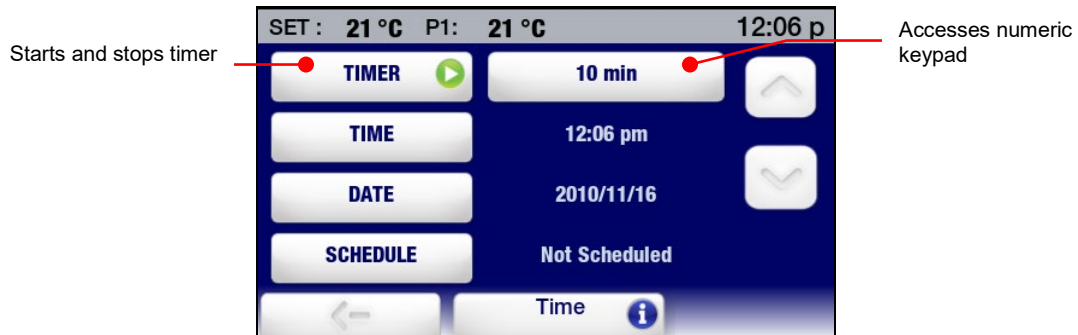 SET : 21 °C P1: 21 °C 12:06 p
Starts and stops timer
Accesses numeric
keypad
TIMER 10 min
TIME 12:06 pm
DATE 2010/11/16
SCHEDULE Not Scheduled
Time i